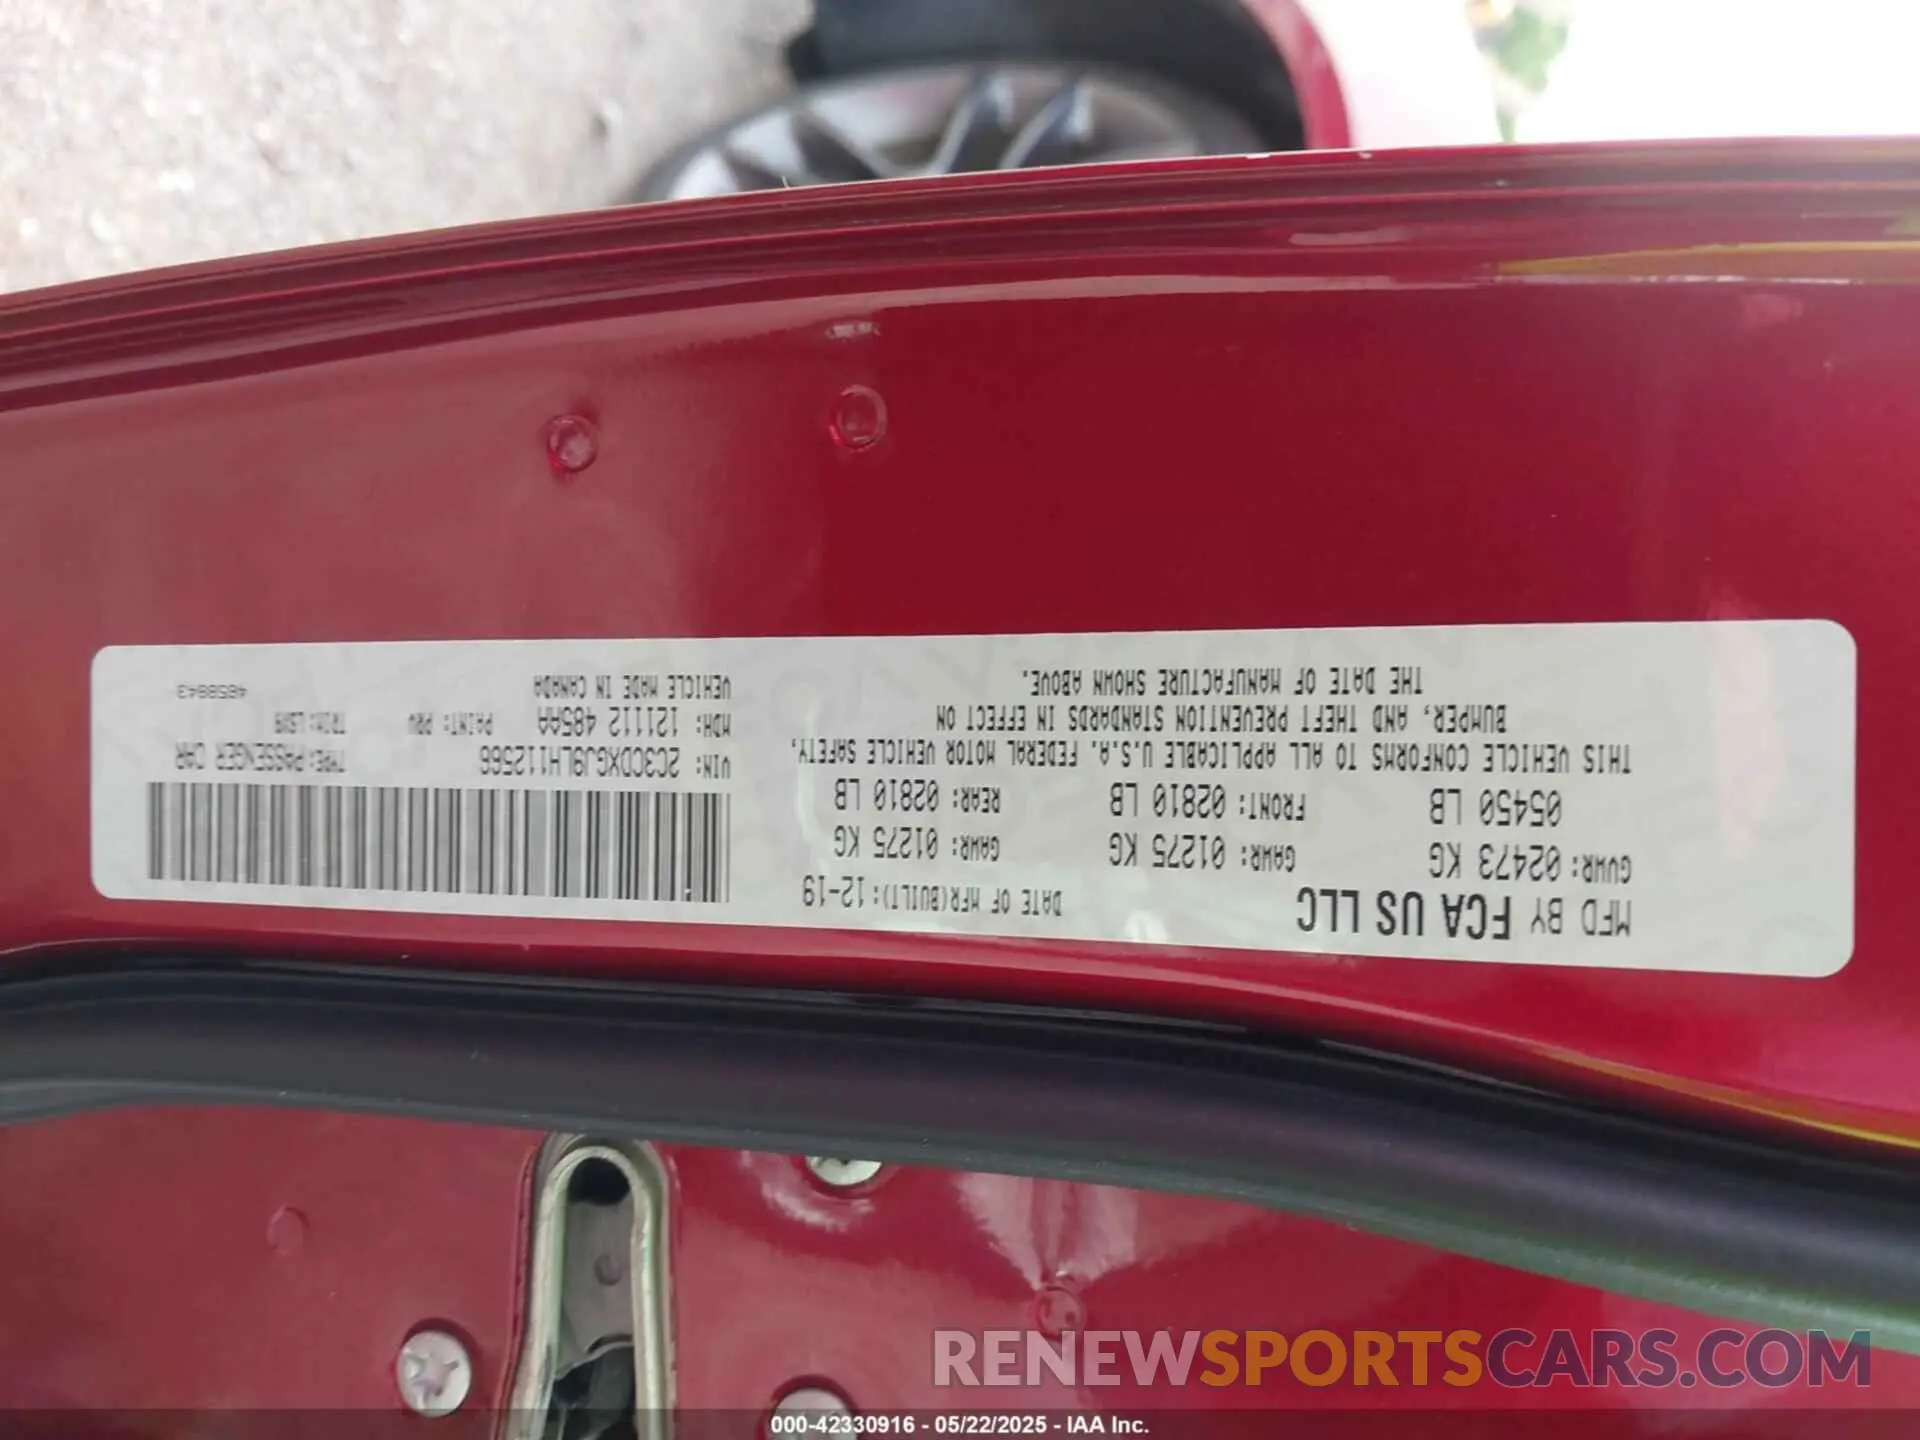 MFD BY FCA US LLC
DATE OF MFR(BUILT): 12-19
GVWR: 02473 KG
GAWR: 01275 KG
GAWR: 01275 KG
05450 LB
FRONT: 02810 LB
REAR: 02810 LB
THIS VEHICLE CONFORMS TO ALL APPLICABLE U.S.A. FEDERAL MOTOR VEHICLE SAFETY,
BUMPER, AND THEFT PREVENTION STANDARDS IN EFFECT ON
THE DATE OF MANUFACTURE SHOWN ABOVE.
VIN: 2C3CDXGJ9LH112566
TYPE: PASSENGER CAR
MDH: 121112 485AA
PAINT: PRV
TRIM: LSX9
VEHICLE MADE IN CANADA
4858843
RENEWSPORTSCARS.COM
000-42330916 - 05/22/2025 - IAA Inc.